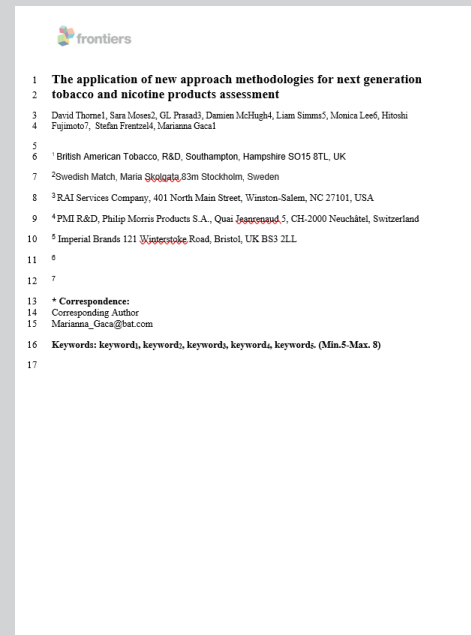 frontiers
1 The application of new approach methodologies for next generation
2 tobacco and nicotine products assessment
3 David Thorne1, Sara Moses2, GL Prasad3, Damien McHugh4, Liam Simms5, Monica Lee6, Hitoshi
4 Fujimoto7, Stefan Frentzel4, Marianna Gaca1
5
6 ¹ British American Tobacco, R&D, Southampton, Hampshire SO15 8TL, UK
7 ²Swedish Match, Maria Skolgata 83m Stockholm, Sweden
8 ³ RAI Services Company, 401 North Main Street, Winston-Salem, NC 27101, USA
9 ⁴ PMI R&D, Philip Morris Products S.A., Quai Jeanrenaud 5, CH-2000 Neuchâtel, Switzerland
10 ⁵ Imperial Brands 121 Winterstoke Road, Bristol, UK BS3 2LL
11 ⁶
12 ⁷
13 * Correspondence:
14 Corresponding Author
15 Marianna_Gaca@bat.com
16 Keywords: keyword₁, keyword₂, keyword₃, keyword₄, keyword₅. (Min.5-Max. 8)
17